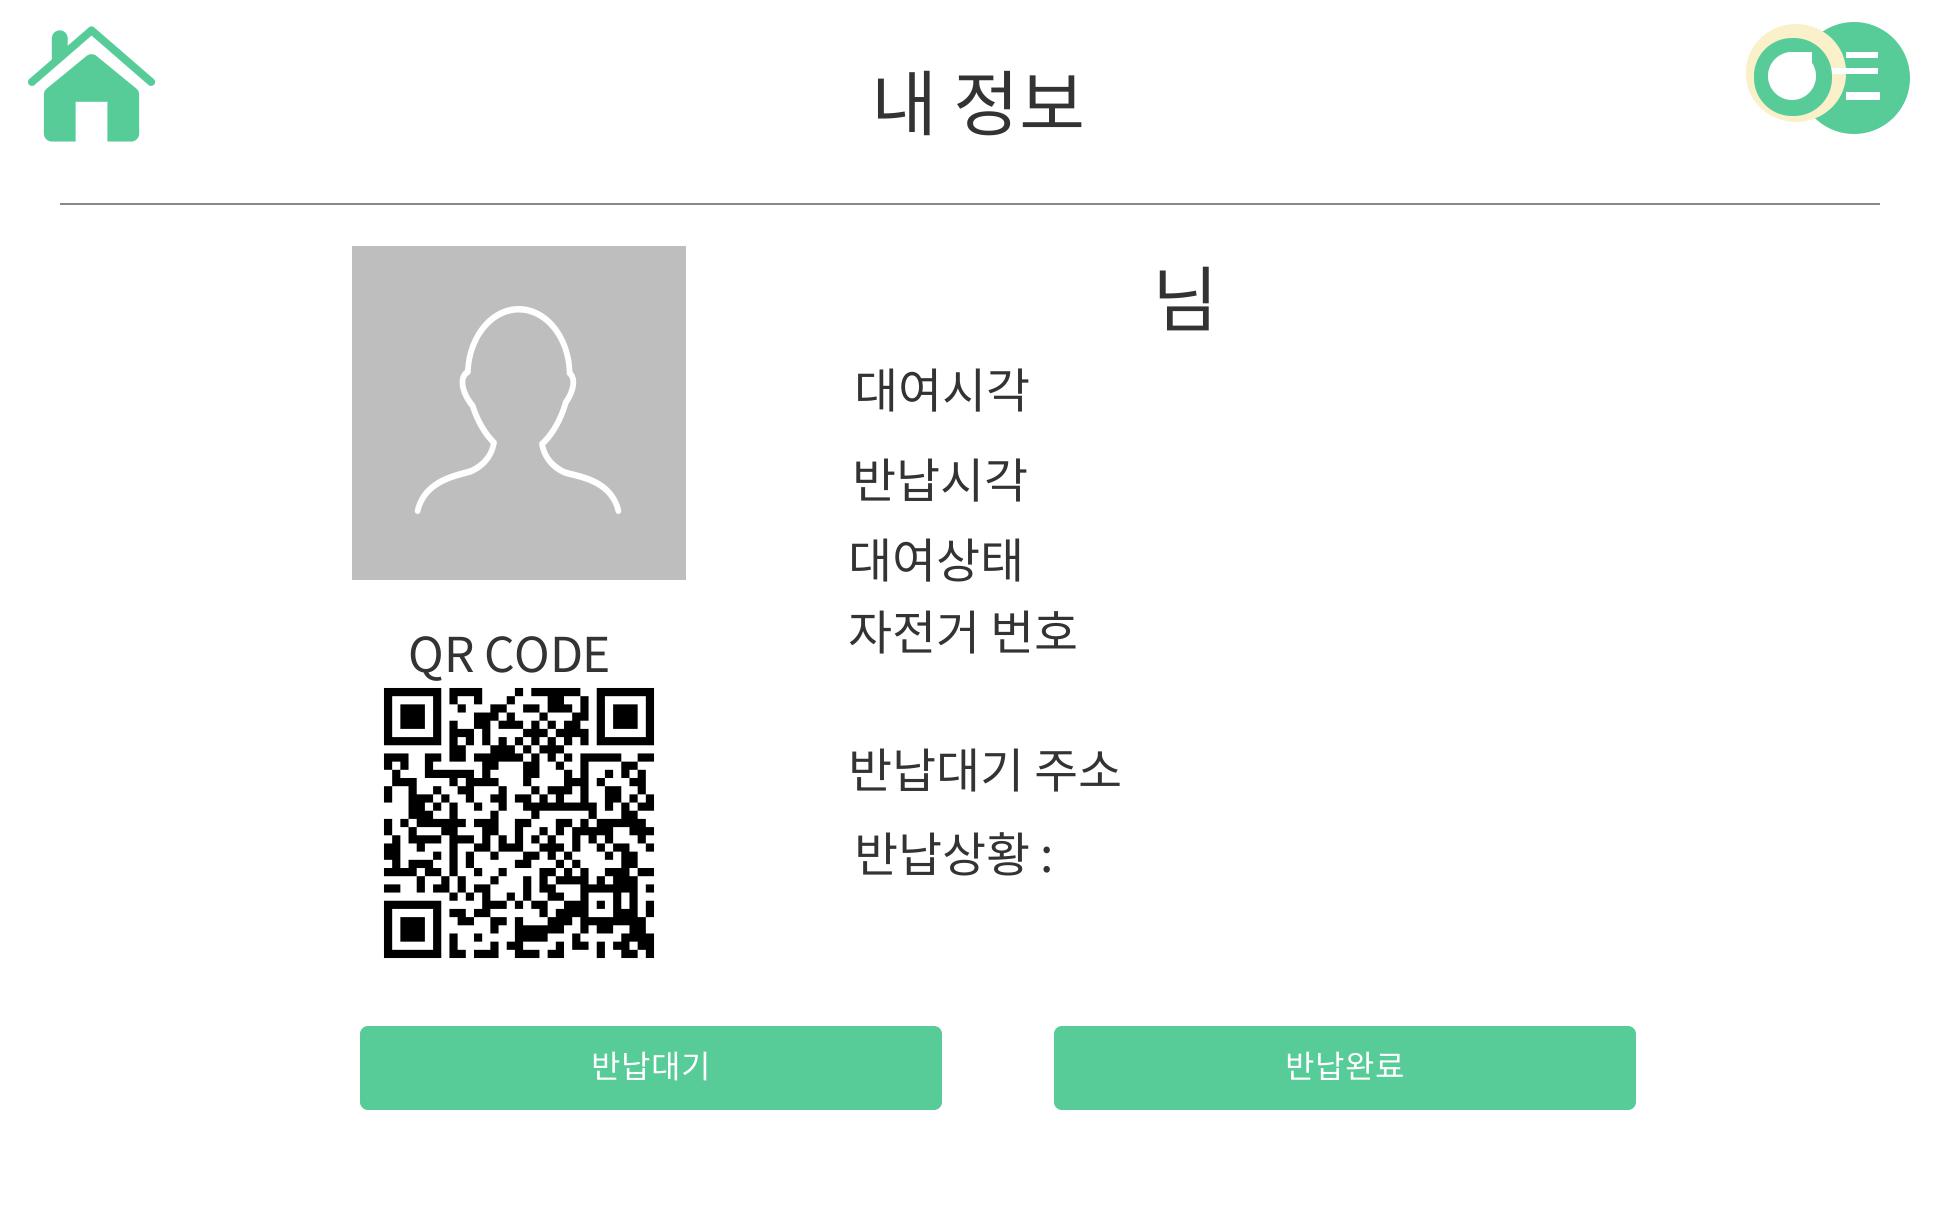 내 정보
님
대여시각
반납시각
대여상태
자전거 번호
QR CODE
반납대기 주소
반납상황 :
반납대기
반납완료